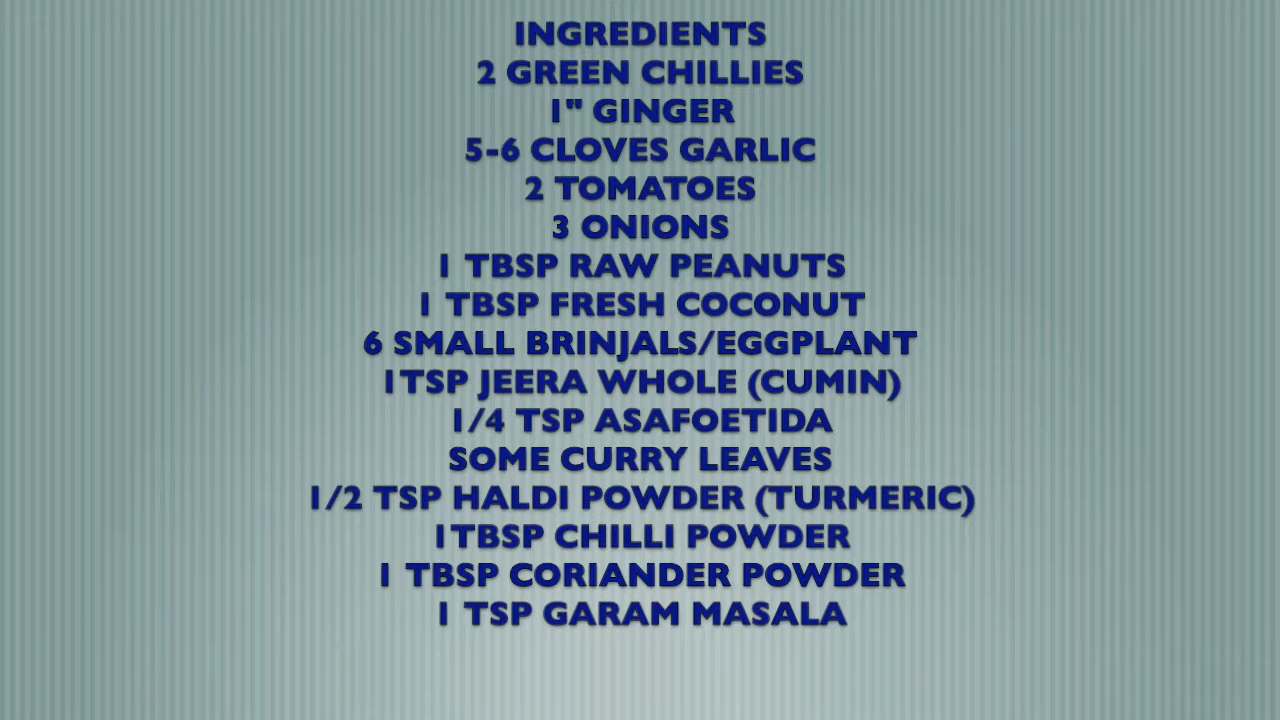 INGREDIENTS
2 GREEN CHILLIES
1" GINGER
5-6 CLOVES GARLIC
2 TOMATOES
3 ONIONS
1 TBSP RAW PEANUTS
1 TBSP FRESH COCONUT
6 SMALL BRINJALS/EGGPLANT
1TSP JEERA WHOLE (CUMIN)
1/4 TSP ASAFOETIDA
SOME CURRY LEAVES
1/2 TSP HALDI POWDER (TURMERIC)
1TBSP CHILLI POWDER
1 TBSP CORIANDER POWDER
1 TSP GARAM MASALA